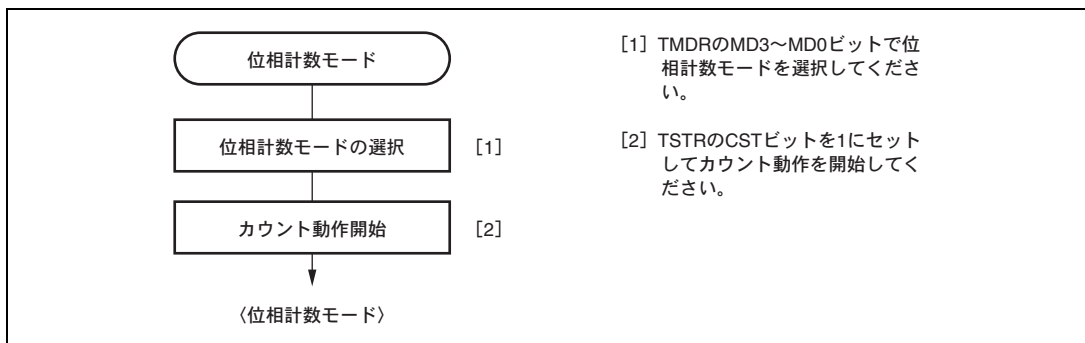 位相計数モード
位相計数モードの選択
[1]
カウント動作開始
[2]
〈位相計数モード〉
[1] TMDRのMD3～MD0ビットで位
相計数モードを選択してくださ
い。
[2] TSTRのCSTビットを1にセット
してカウント動作を開始してく
ださい。